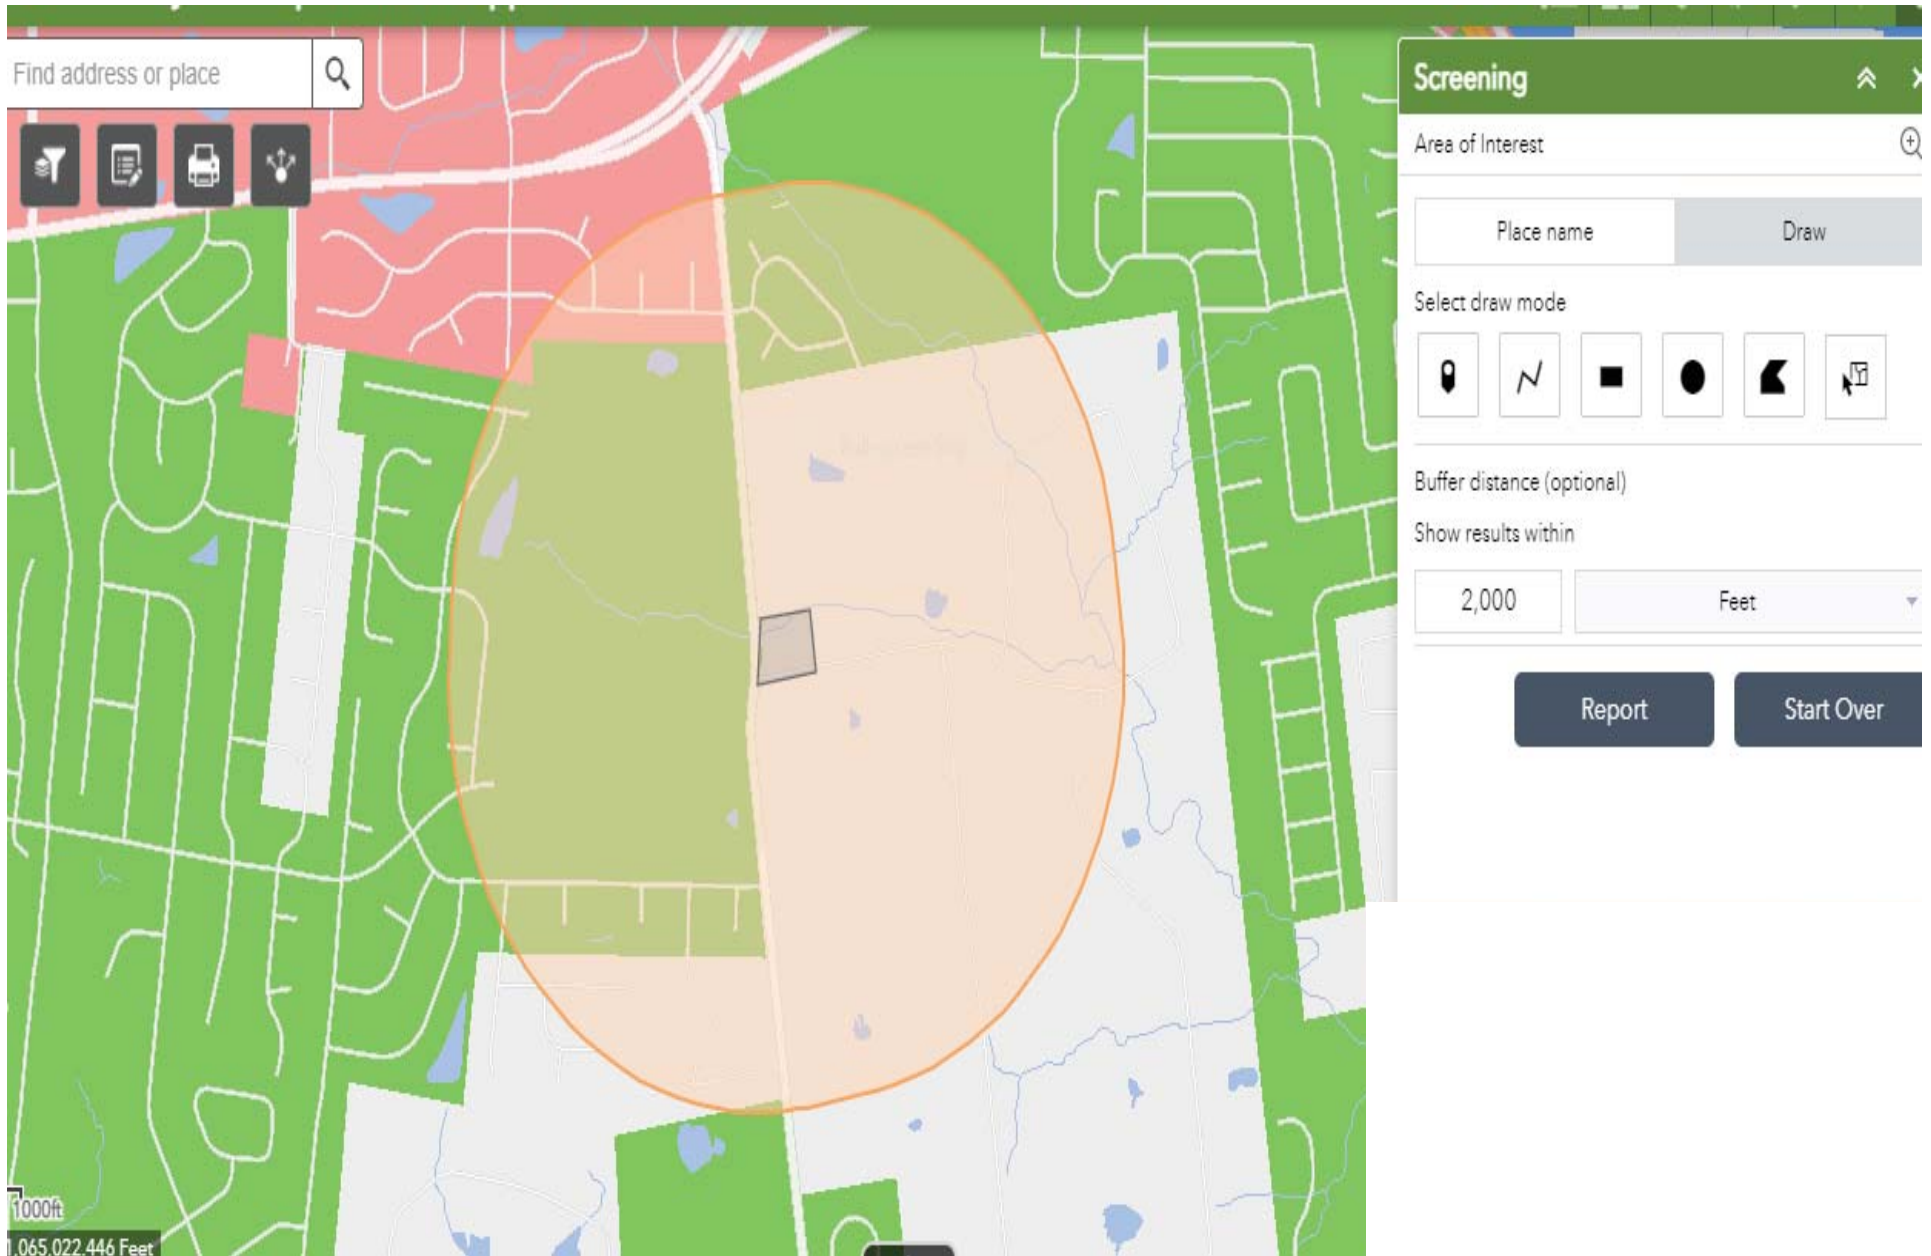 Find address or place
Screening
Area of Interest
Place name
Draw
Select draw mode
Buffer distance (optional)
Show results within
2,000
Feet
Report
Start Over
1000ft
.065,022.446 Feet